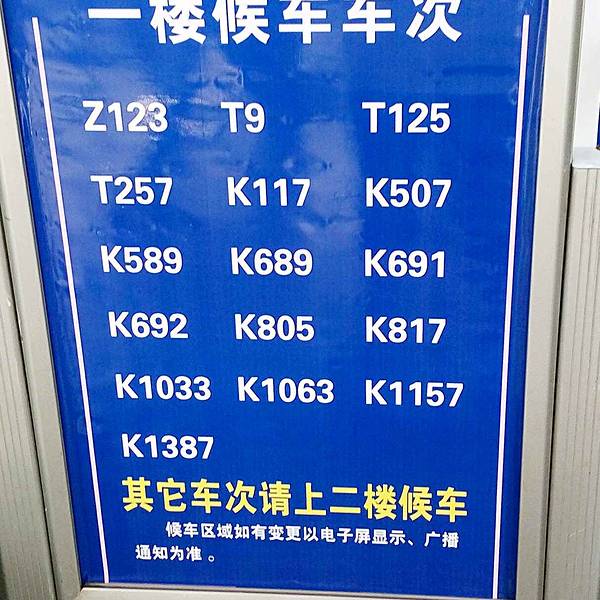 一楼候车车次
Z123 T9 T125
T257 K117 K507
K589 K689 K691
K692 K805 K817
K1033 K1063 K1157
K1387
其它车次请上二楼候车
候车区域如有变更以电子屏显示、广播
通知为准。